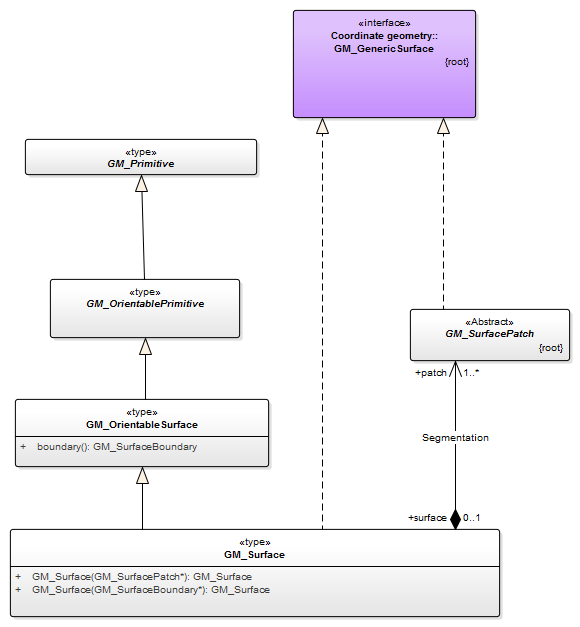 «interface»
Coordinate geometry::
GM_GenericSurface
{root}
«type»
GM_Primitive
«type»
GM_OrientablePrimitive
«Abstract»
GM_SurfacePatch
{root}
+patch 1..*
«type»
GM_OrientableSurface
+ boundary(): GM_SurfaceBoundary
Segmentation
+surface 0..1
«type»
GM_Surface
+ GM_Surface(GM_SurfacePatch*): GM_Surface
+ GM_Surface(GM_SurfaceBoundary*): GM_Surface